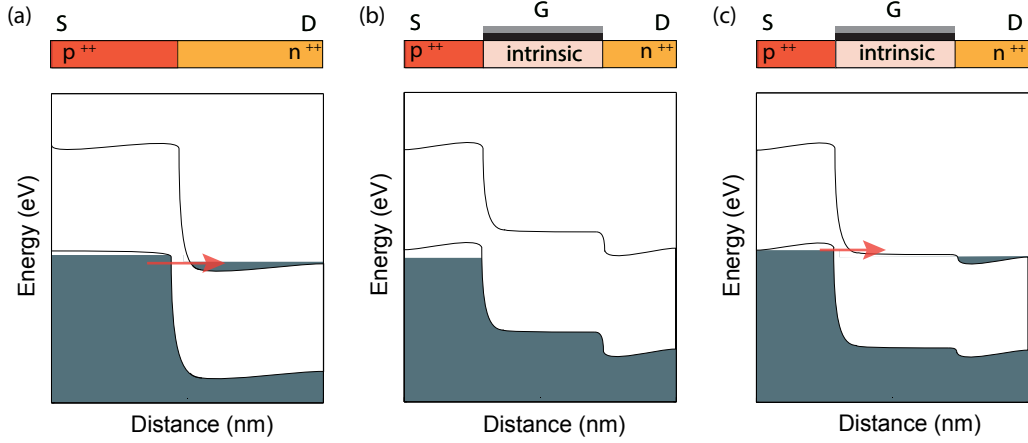 (a)
S D
p ++ n ++
Energy (eV)
Distance (nm)
(b)
G
S D
p ++ intrinsic n ++
Energy (eV)
Distance (nm)
(c)
G
S D
p ++ intrinsic n ++
Energy (eV)
Distance (nm)